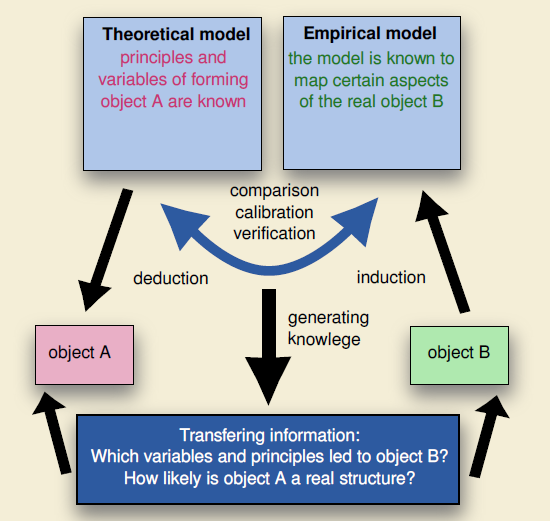 Theoretical model
principles and
variables of forming
object A are known
Empirical model
the model is known to
map certain aspects
of the real object B
comparison
calibration
verification
deduction
induction
generating
knowlege
object A
object B
Transfering information:
Which variables and principles led to object B?
How likely is object A a real structure?